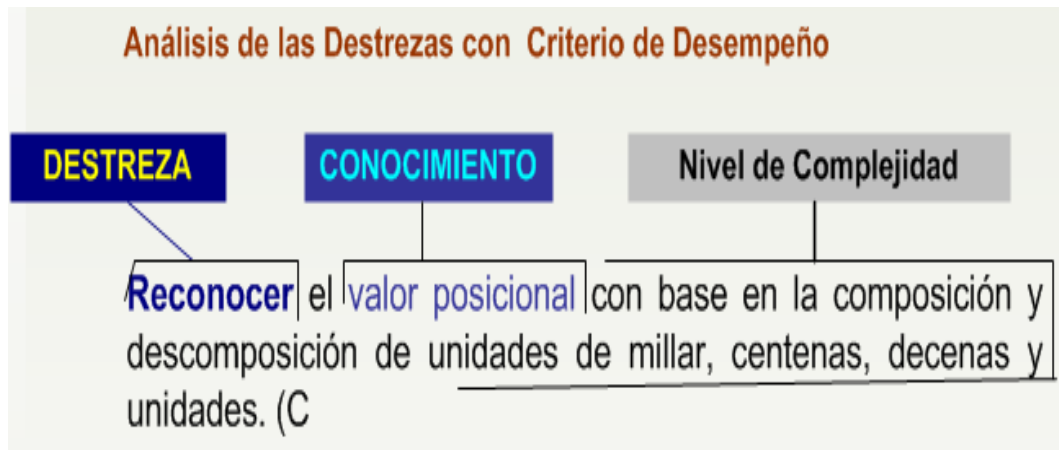 Análisis de las Destrezas con Criterio de Desempeño
DESTREZA
CONOCIMIENTO
Nivel de Complejidad
Reconocer el valor posicional con base en la composición y
descomposición de unidades de millar, centenas, decenas y
unidades. (C